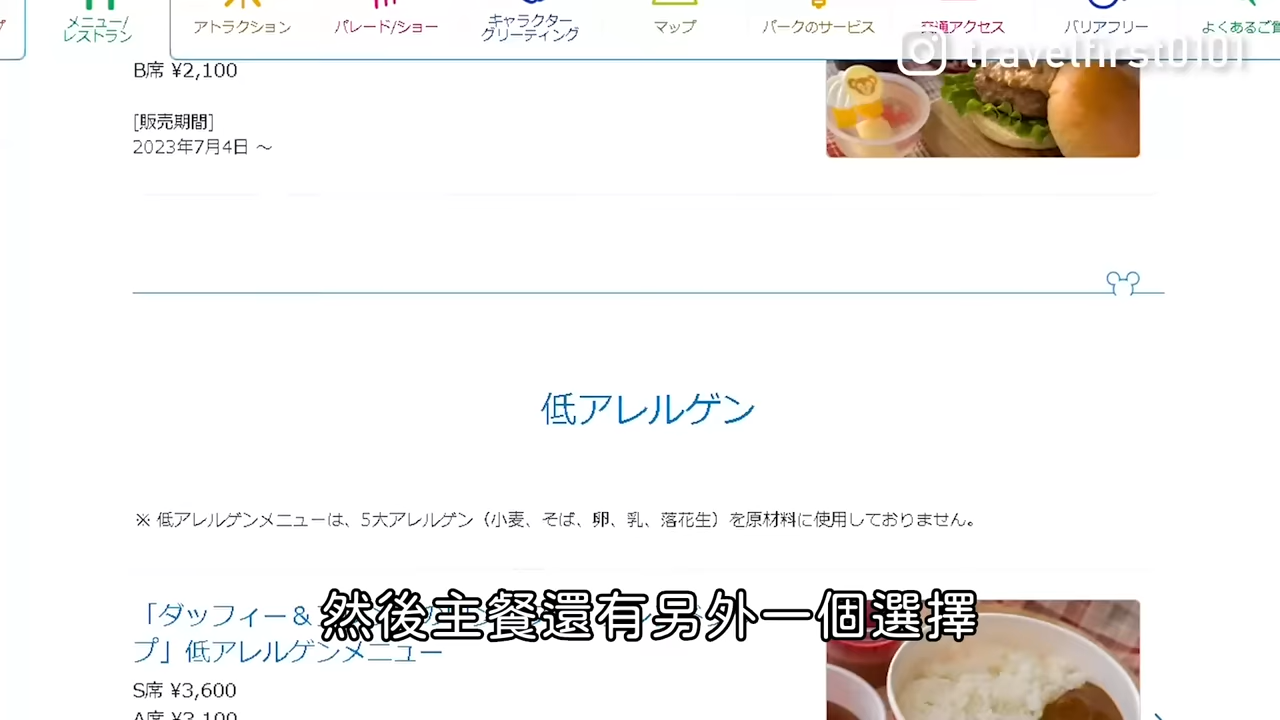 メニュー/
レストラン
アトラクション
パレード/ショー
キャラクター
グリーティング
マップ
パークのサービス
交通アクセス
バリアフリー
よくあるご質
travelfirst0101
B席 ¥2,100
[販売期間]
2023年7月4日 ～
低アレルゲン
※ 低アレルゲンメニューは、5大アレルゲン（小麦、そば、卵、乳、落花生）を原材料に使用しておりません。
「ダッフィー＆
プ」低アレルゲンメニュー
然後主餐還有另外一個選擇
S席 ¥3,600
A席 ¥3,100